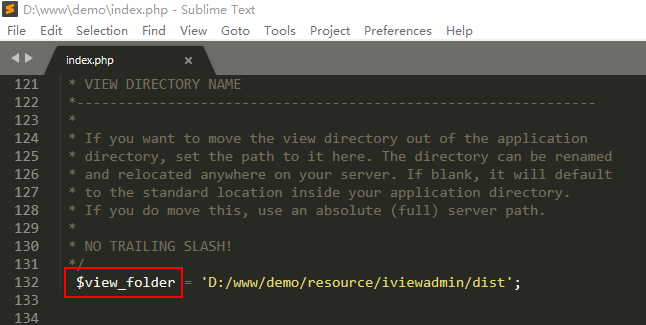 D:\www\demo\index.php - Sublime Text
File Edit Selection Find View Goto Tools Project Preferences Help
index.php ×
121 * VIEW DIRECTORY NAME
122 *---------------------------------------------------------------
123 *
124 * If you want to move the view directory out of the application
125 * directory, set the path to it here. The directory can be renamed
126 * and relocated anywhere on your server. If blank, it will default
127 * to the standard location inside your application directory.
128 * If you do move this, use an absolute (full) server path.
129 *
130 * NO TRAILING SLASH!
131 */
132 $view_folder = 'D:/www/demo/resource/iviewadmin/dist';
133
134